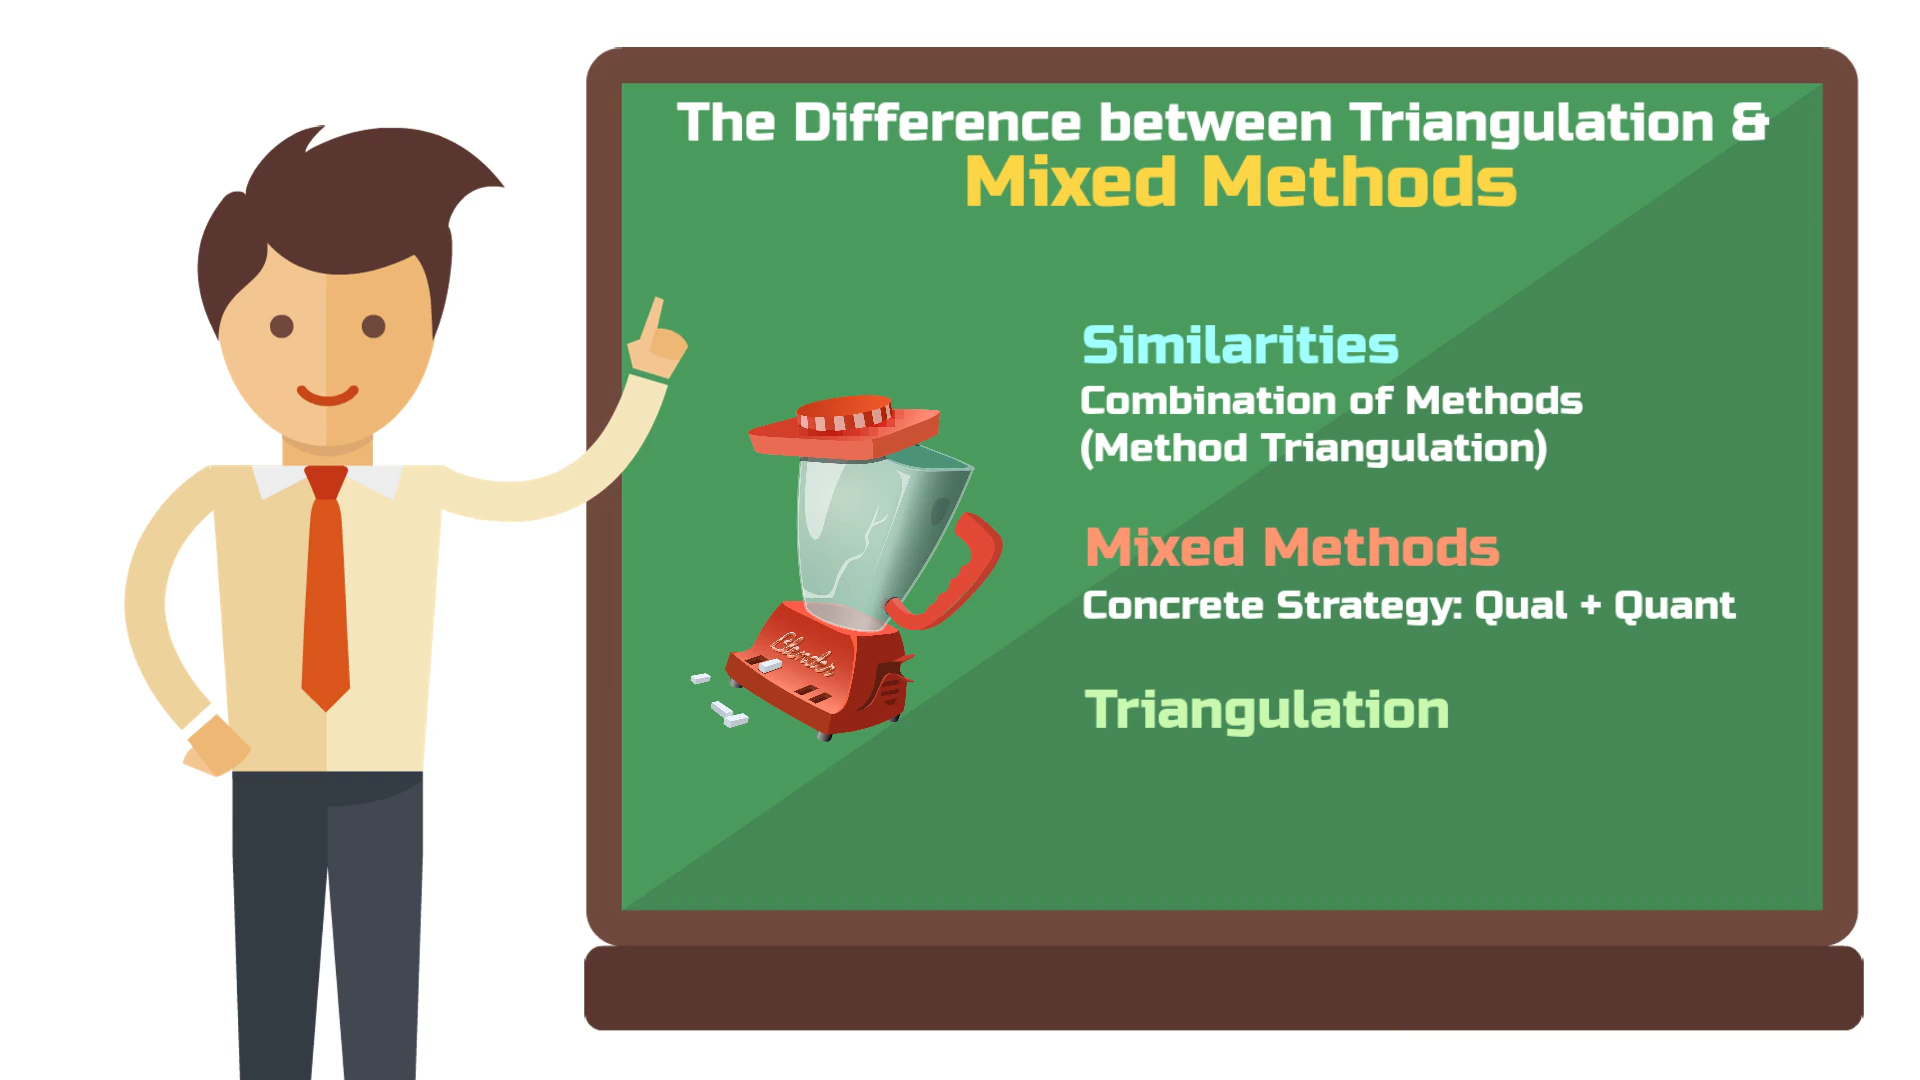 The Difference between Triangulation &
Mixed Methods
Similarities
Combination of Methods
(Method Triangulation)
Mixed Methods
Concrete Strategy: Qual + Quant
Triangulation
Blender